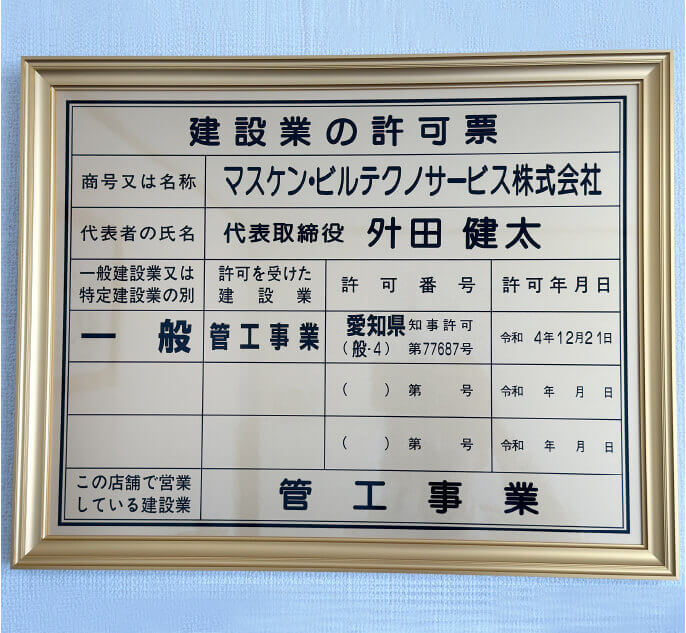 建設業の許可票
商号又は名称 マスケン・ビルテクノサービス株式会社
代表者の氏名 代表取締役 外田 健太
一般建設業又は
特定建設業の別
許可を受けた
建設業
許可番号
許可年月日
一般
管工事業
愛知県 知事 許可
(般-4) 第77687号
令和 4年12月21日
( ) 第 号 令和 年 月 日
( ) 第 号 令和 年 月 日
この店舗で営業
している建設業
管工事業